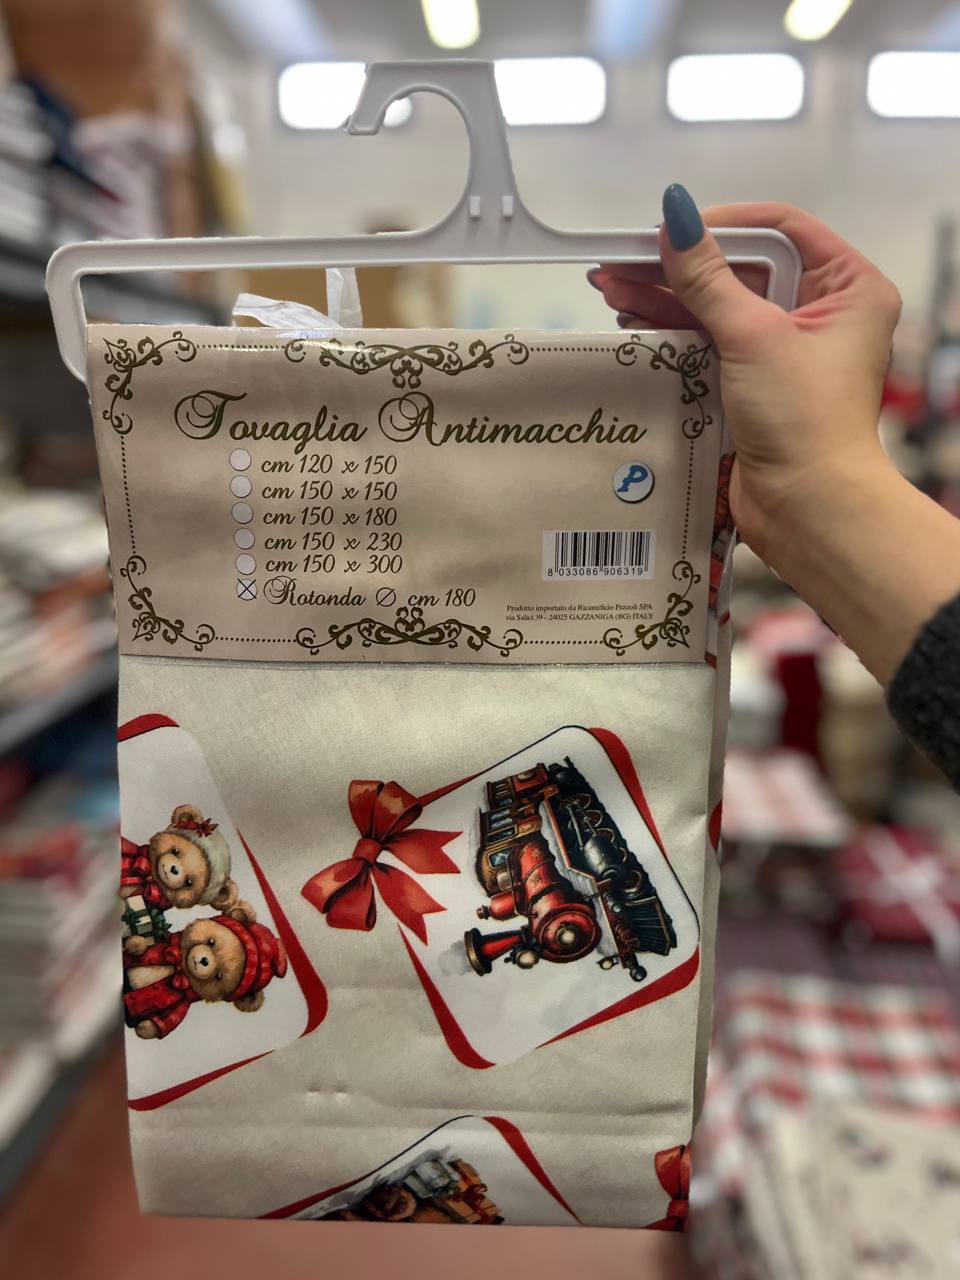 Tovaglia Antimacchia
cm 120 x 150
cm 150 x 150
cm 150 x 180
cm 150 x 230
cm 150 x 300
Rotonda ∅ cm 180
P
8 033086 906319
Prodotto importato da Ricamificio Pezzoli SPA
via Salici 39 - 24025 GAZZANIGA (BG) ITALY